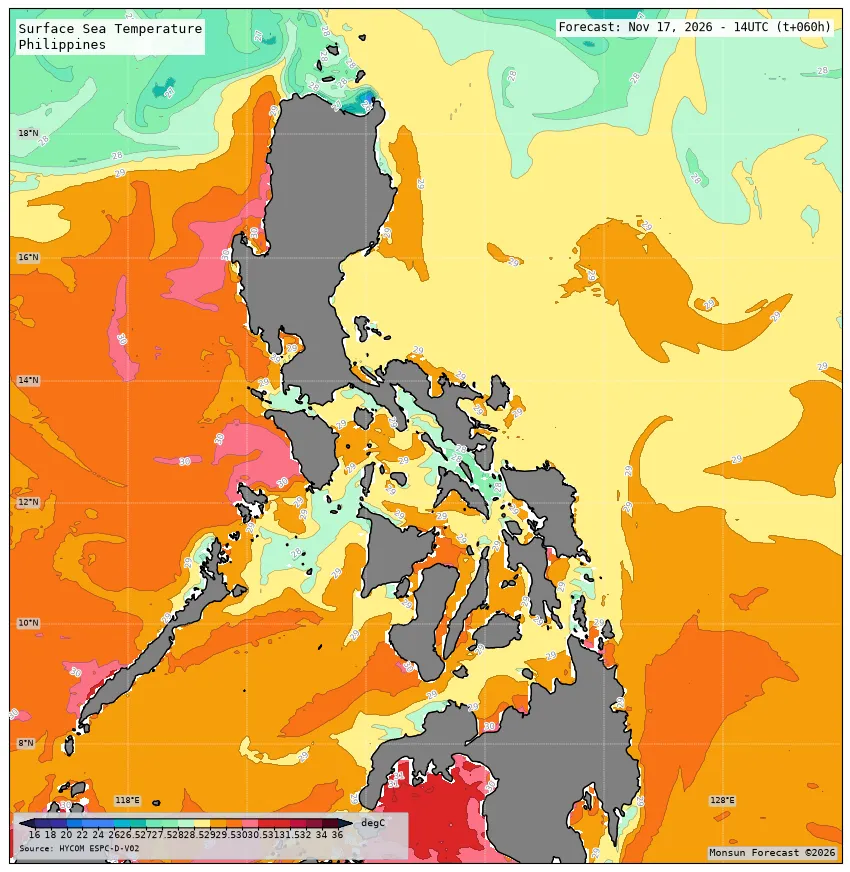 Surface Sea Temperature
Philippines
Forecast: Nov 17, 2026 - 14UTC (t+060h)
18°N
16°N
14°N
12°N
10°N
8°N
118°E
128°E
16 18 20 22 24 26 26.5 27 27.5 28 28.5 29 29.5 30 30.5 31 31.5 32 34 36
degC
Source: HYCOM ESPC-D-V02
Monsun Forecast ©2026